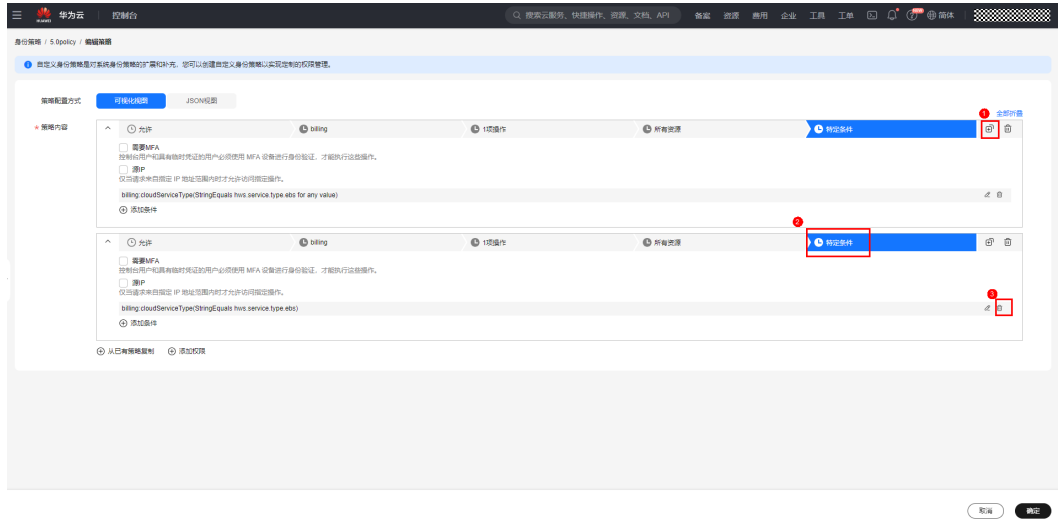 HUAWEI 华为云 控制台 搜索云服务、快捷操作、资源、文档、API 备案 资源 费用 企业 工具 工单 简体
身份策略 / 5.0policy / 编辑策略
自定义身份策略是对系统身份策略的扩展和补充，您可以创建自定义身份策略以实现定制的权限管理。
策略配置方式 可视化视图 JSON视图
1 全部折叠
* 策略内容 允许 billing 1项操作 所有资源 特定条件
需要MFA
控制台用户和具有临时凭证的用户必须使用 MFA 设备进行身份验证，才能执行这些操作。
源IP
仅当请求来自指定 IP 地址范围内时才允许访问指定操作。
billing:cloudServiceType(StringEquals hws.service.type.ebs for any value)
添加条件
2
允许 billing 1项操作 所有资源 特定条件
需要MFA
控制台用户和具有临时凭证的用户必须使用 MFA 设备进行身份验证，才能执行这些操作。
源IP
仅当请求来自指定 IP 地址范围内时才允许访问指定操作。
3
billing:cloudServiceType(StringEquals hws.service.type.ebs)
添加条件
从已有策略复制 添加权限
取消 确定